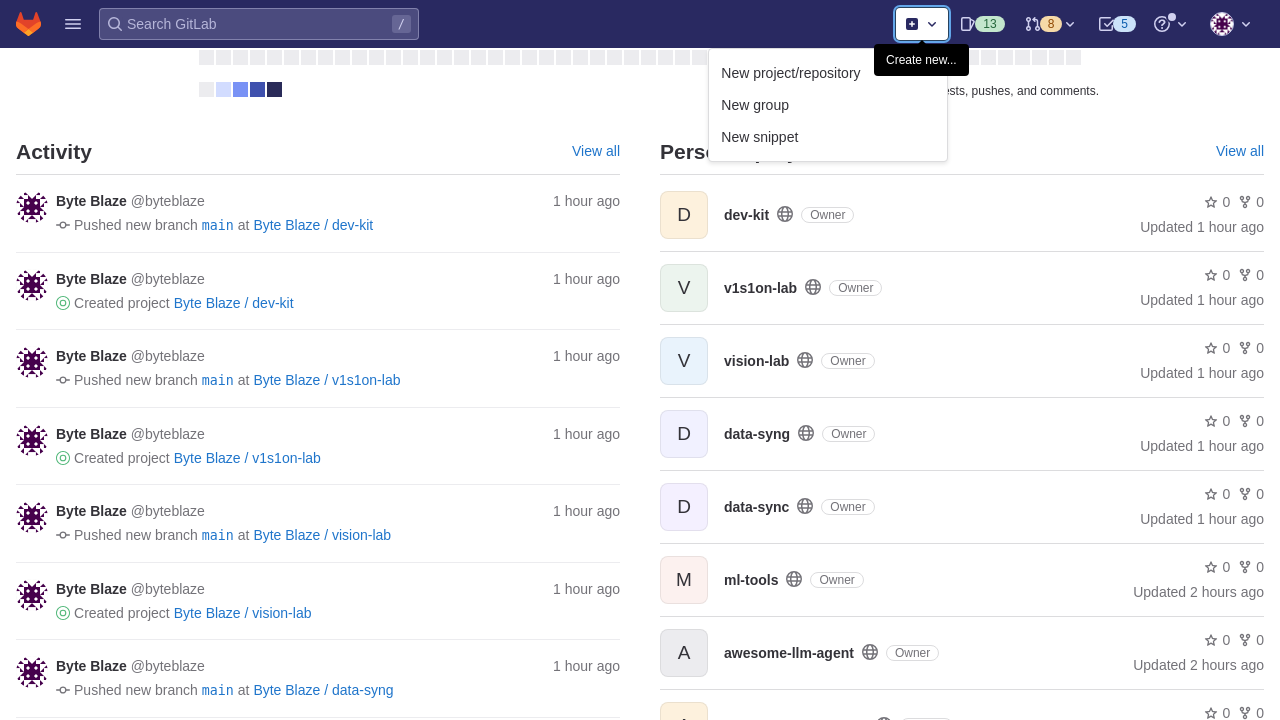 Search GitLab
/
13
8
5
Create new...
New project/repository
New group
New snippet
pushes, and comments.
Activity
View all
View all
Byte Blaze @byteblaze
1 hour ago
Pushed new branch main at Byte Blaze / dev-kit
Byte Blaze @byteblaze
1 hour ago
Created project Byte Blaze / dev-kit
Byte Blaze @byteblaze
1 hour ago
Pushed new branch main at Byte Blaze / v1s1on-lab
Byte Blaze @byteblaze
1 hour ago
Created project Byte Blaze / v1s1on-lab
Byte Blaze @byteblaze
1 hour ago
Pushed new branch main at Byte Blaze / vision-lab
Byte Blaze @byteblaze
1 hour ago
Created project Byte Blaze / vision-lab
Byte Blaze @byteblaze
1 hour ago
Pushed new branch main at Byte Blaze / data-syng
D
dev-kit
Owner
0 0
Updated 1 hour ago
V
v1s1on-lab
Owner
0 0
Updated 1 hour ago
V
vision-lab
Owner
0 0
Updated 1 hour ago
D
data-syng
Owner
0 0
Updated 1 hour ago
D
data-sync
Owner
0 0
Updated 1 hour ago
M
ml-tools
Owner
0 0
Updated 2 hours ago
A
awesome-llm-agent
Owner
0 0
Updated 2 hours ago
0 0